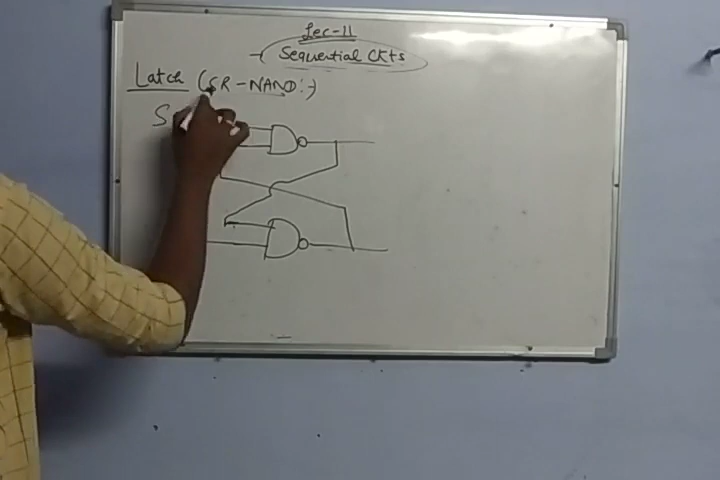 Lec-11
Sequential Ckts
Latch (SR-NAND:-)
S